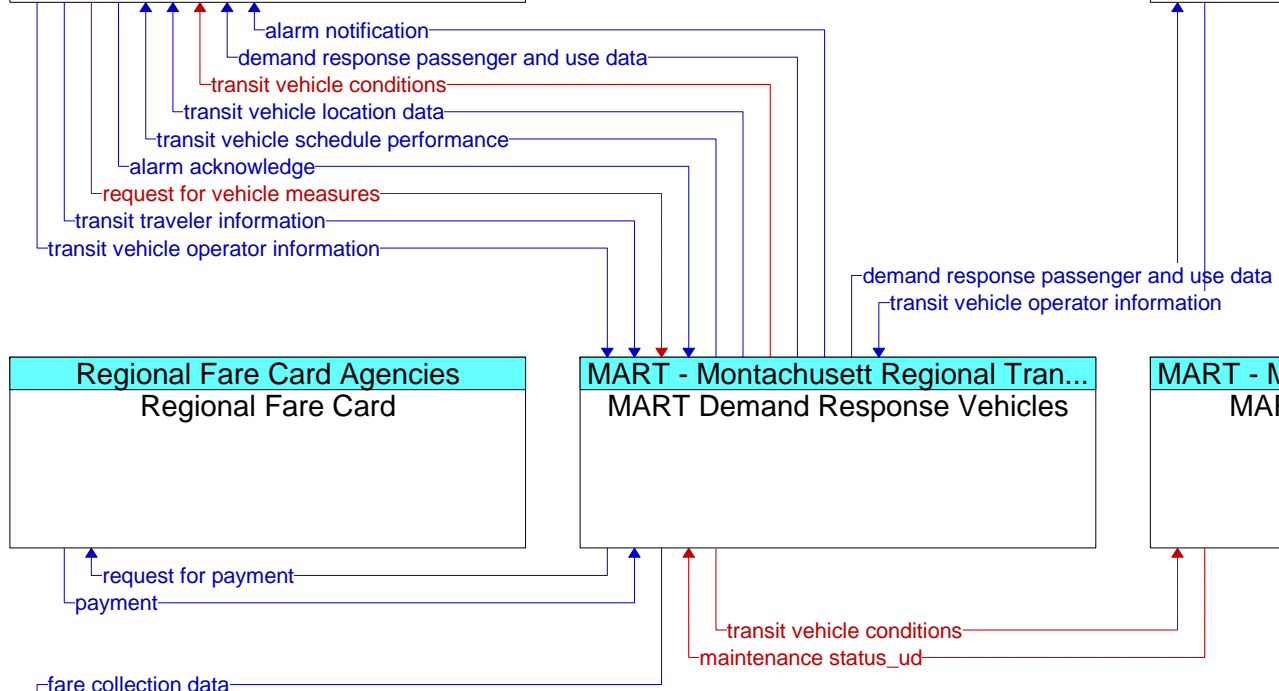 alarm notification
demand response passenger and use data
transit vehicle conditions
transit vehicle location data
transit vehicle schedule performance
alarm acknowledge
request for vehicle measures
transit traveler information
transit vehicle operator information
demand response passenger and use data
transit vehicle operator information
Regional Fare Card Agencies
Regional Fare Card
MART - Montachusett Regional Tran...
MART Demand Response Vehicles
MART - M
MAR
request for payment
payment
transit vehicle conditions
maintenance status_ud
fare collection data